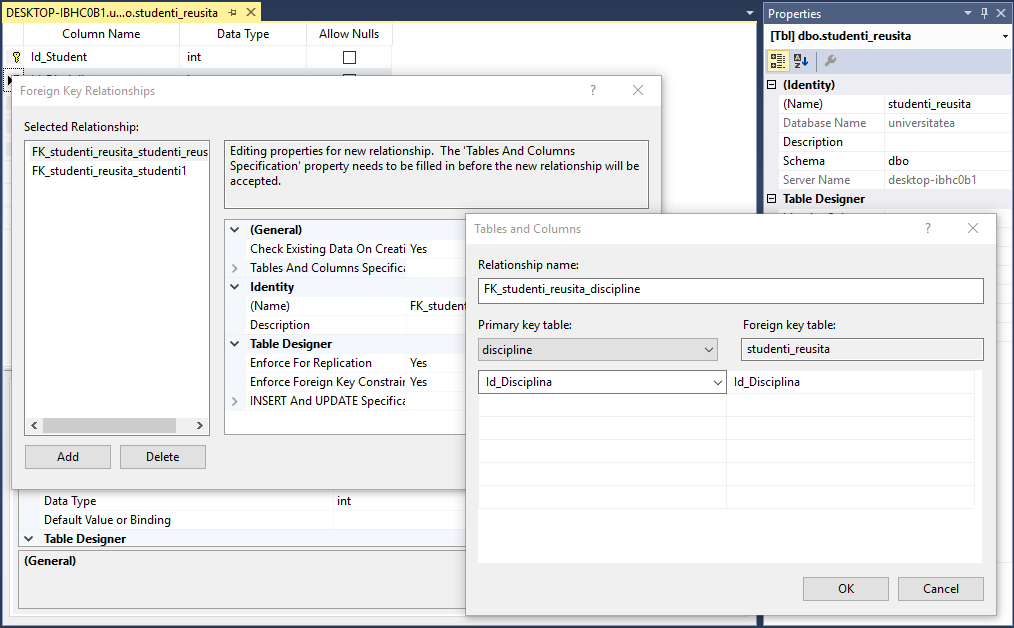 DESKTOP-IBHC0B1.u...o.studenti_reusita
Column Name Data Type Allow Nulls
Id_Student int
Foreign Key Relationships ?
Selected Relationship:
FK_studenti_reusita_studenti_reus
FK_studenti_reusita_studenti1
Editing properties for new relationship. The 'Tables And Columns
Specification' property needs to be filled in before the new relationship will be
accepted.
(General)
Check Existing Data On Creati Yes
Tables And Columns Specifica
Identity
(Name) FK_student
Description
Table Designer
Enforce For Replication Yes
Enforce Foreign Key Constrain Yes
INSERT And UPDATE Specifica
Add Delete
Data Type int
Default Value or Binding
Table Designer
(General)
Properties
[Tbl] dbo.studenti_reusita
(Identity)
(Name) studenti_reusita
Database Name universitatea
Description
Schema dbo
Server Name desktop-ibhc0b1
Table Designer
Tables and Columns ?
Relationship name:
FK_studenti_reusita_discipline
Primary key table: Foreign key table:
discipline studenti_reusita
Id_Disciplina Id_Disciplina
OK Cancel